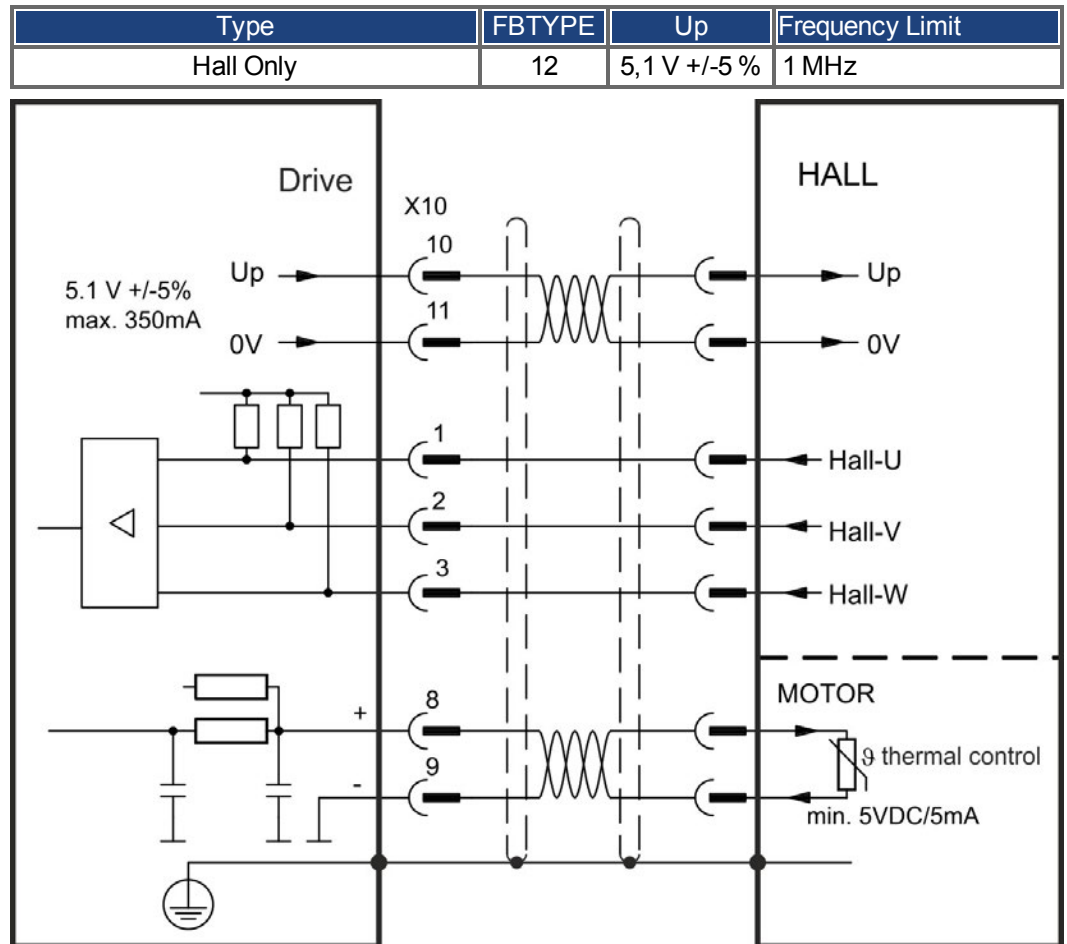 Type FBTYPE Up Frequency Limit
Hall Only 12 5,1 V +/-5 % 1 MHz
Drive
HALL
X10
10
Up
Up
5.1 V +/-5%
max. 350mA
11
0V
0V
1
Hall-U
2
Hall-V
3
Hall-W
MOTOR
8
+
ϑ thermal control
9
-
min. 5VDC/5mA